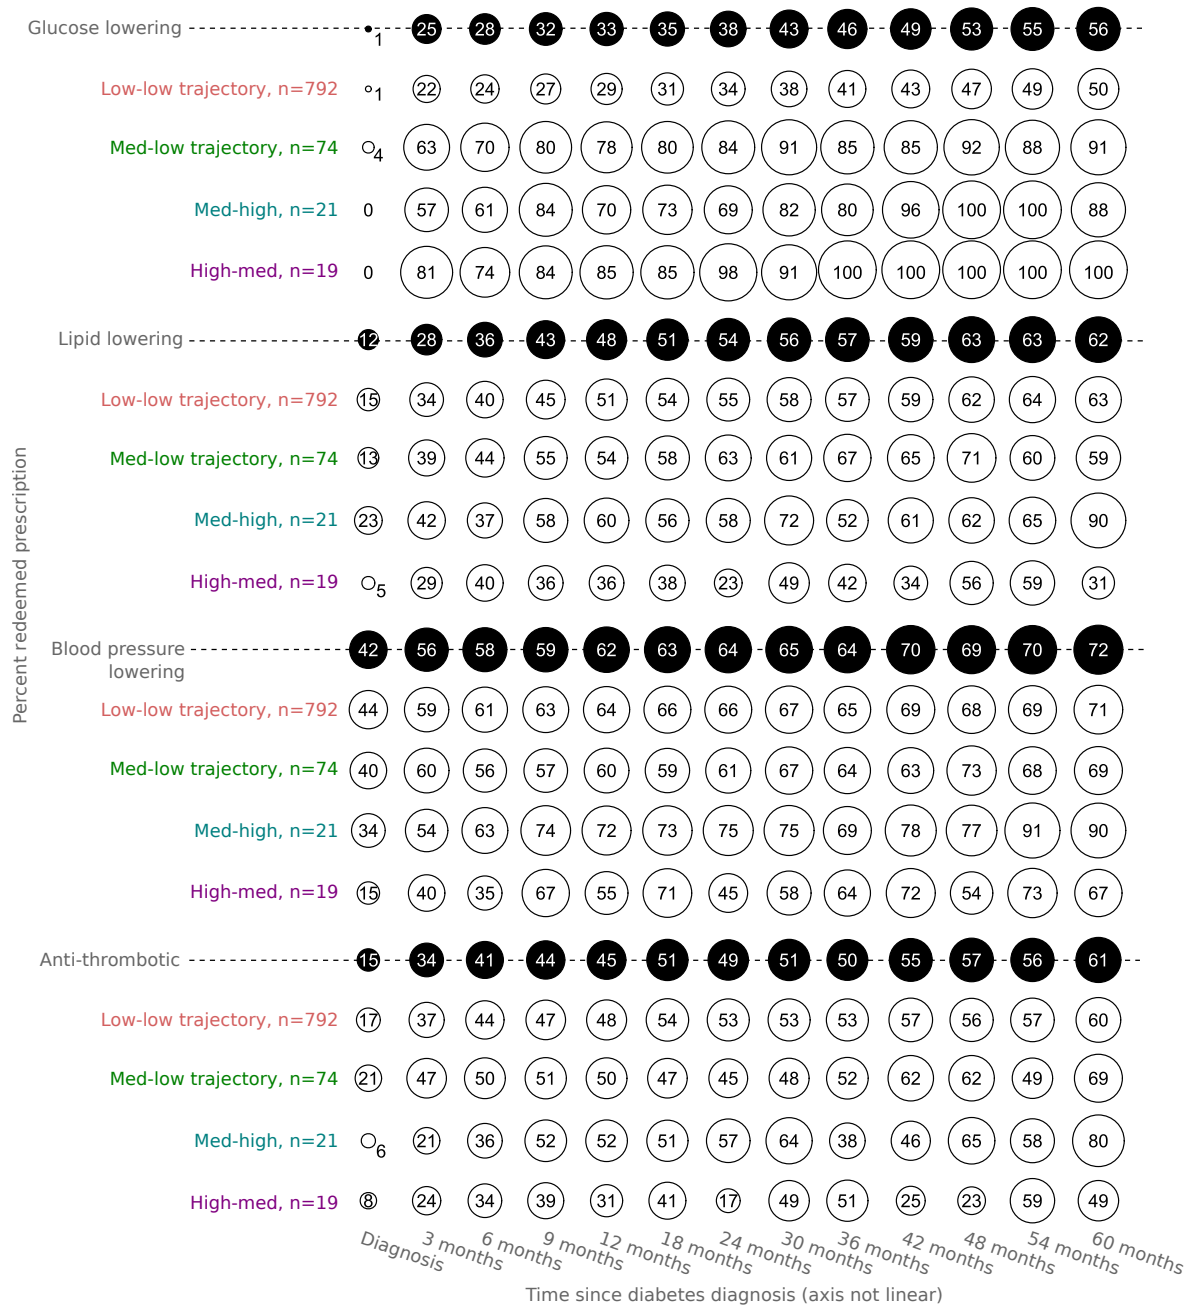 Glucose lowering 1 25 28 32 33 35 38 43 46 49 53 55 56
Low-low trajectory, n=792 1 22 24 27 29 31 34 38 41 43 47 49 50
Med-low trajectory, n=74 4 63 70 80 78 80 84 91 85 85 92 88 91
Med-high, n=21 0 57 61 84 70 73 69 82 80 96 100 100 88
High-med, n=19 0 81 74 84 85 85 98 91 100 100 100 100 100
Lipid lowering 12 28 36 43 48 51 54 56 57 59 63 63 62
Low-low trajectory, n=792 15 34 40 45 51 54 55 58 57 59 62 64 63
Med-low trajectory, n=74 13 39 44 55 54 58 63 61 67 65 71 60 59
Med-high, n=21 23 42 37 58 60 56 58 72 52 61 62 65 90
High-med, n=19 5 29 40 36 36 38 23 49 42 34 56 59 31
Percent redeemed prescription
Blood pressure 42 56 58 59 62 63 64 65 64 70 69 70 72
lowering
Low-low trajectory, n=792 44 59 61 63 64 66 66 67 65 69 68 69 71
Med-low trajectory, n=74 40 60 56 57 60 59 61 67 64 63 73 68 69
Med-high, n=21 34 54 63 74 72 73 75 75 69 78 77 91 90
High-med, n=19 15 40 35 67 55 71 45 58 64 72 54 73 67
Anti-thrombotic 15 34 41 44 45 51 49 51 50 55 57 56 61
Low-low trajectory, n=792 17 37 44 47 48 54 53 53 53 57 56 57 60
Med-low trajectory, n=74 21 47 50 51 50 47 45 48 52 62 62 49 69
Med-high, n=21 6 21 36 52 52 51 57 64 38 46 65 58 80
High-med, n=19 8 24 34 39 31 41 17 49 51 25 23 59 49
Diagnosis 3 months 6 months 9 months 12 months 18 months 24 months 30 months 36 months 42 months 48 months 54 months 60 months
Time since diabetes diagnosis (axis not linear)